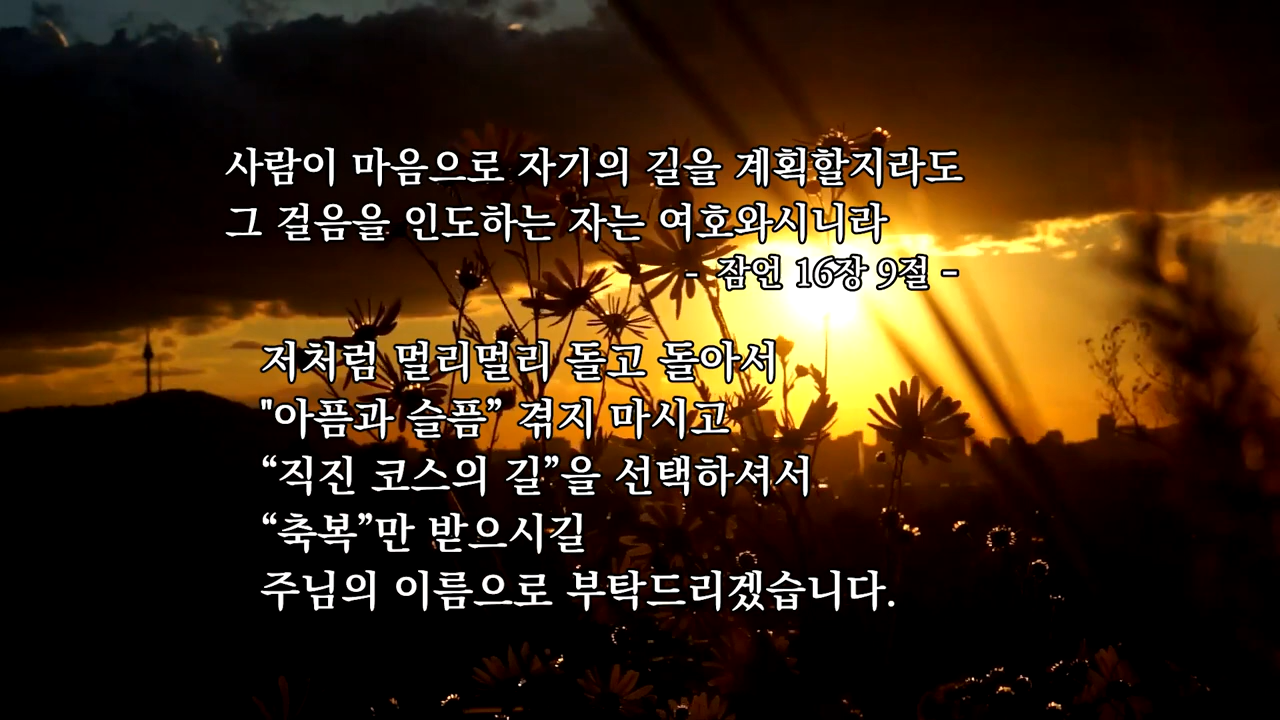 사람이 마음으로 자기의 길을 계획할지라도
그 걸음을 인도하는 자는 여호와시니라
- 잠언 16장 9절 -
저처럼 멀리멀리 돌고 돌아서
"아픔과 슬픔” 겪지 마시고
“직진 코스의 길”을 선택하셔서
“축복”만 받으시길
주님의 이름으로 부탁드리겠습니다.